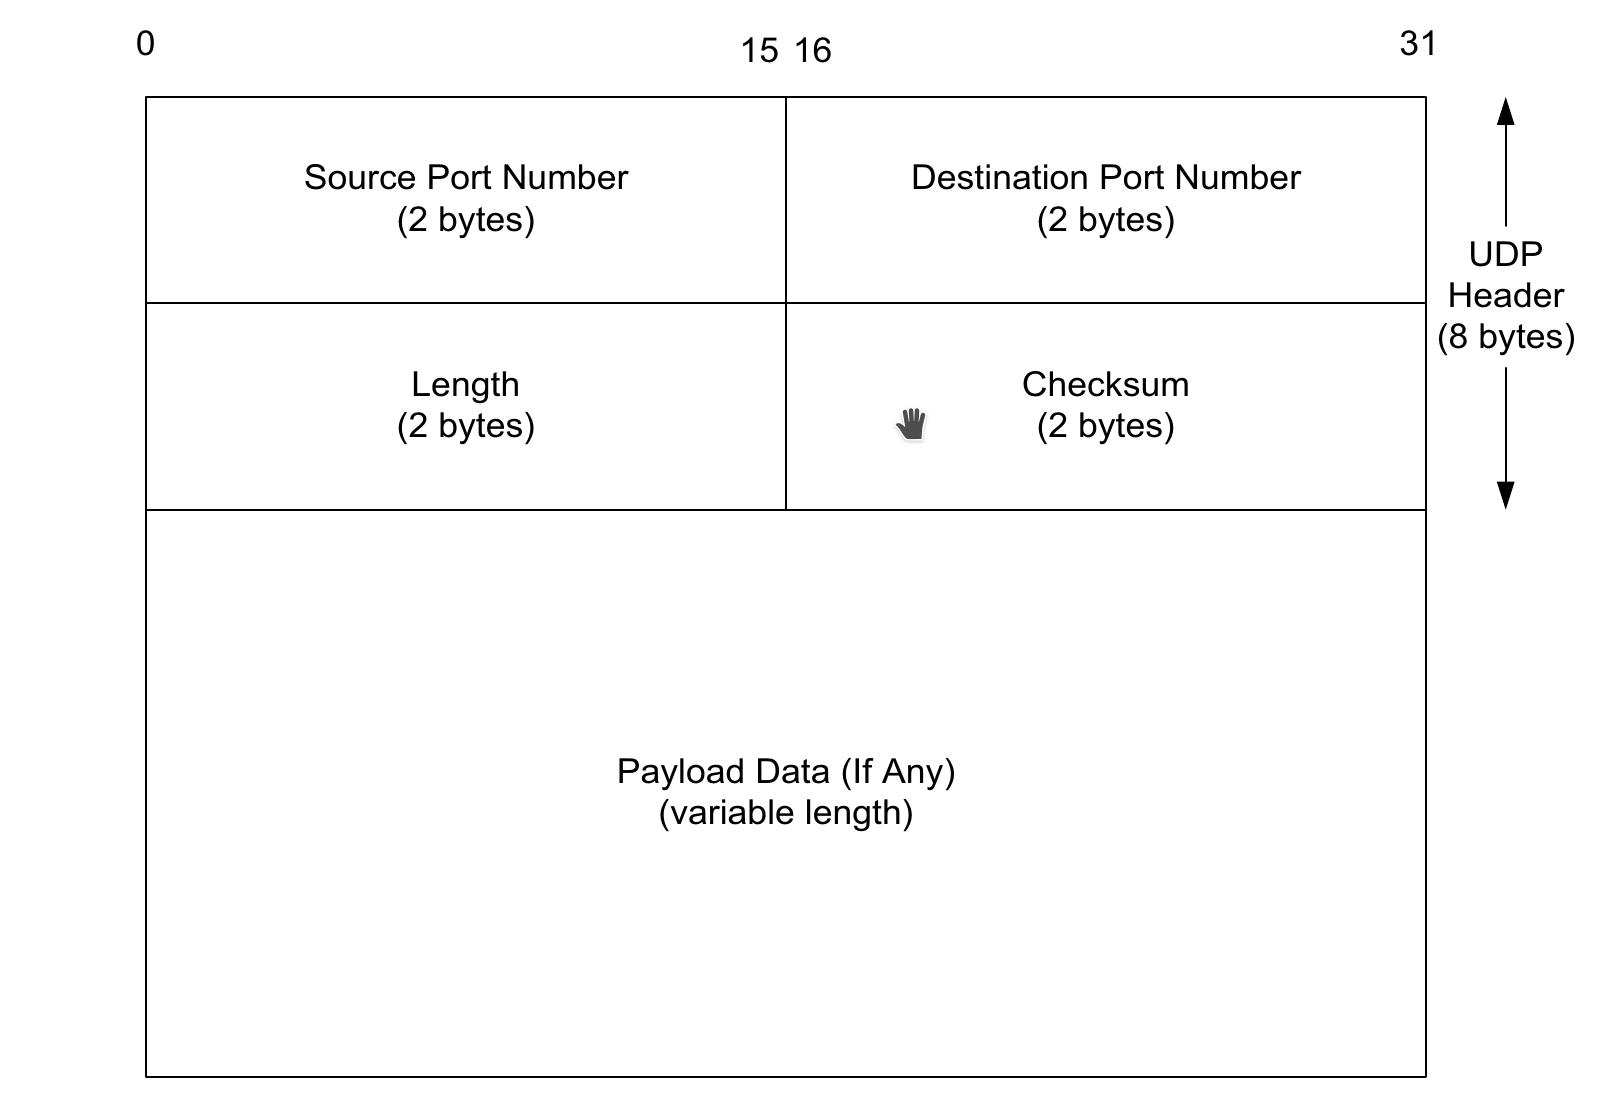 0
15 16
31
Source Port Number
(2 bytes)
Destination Port Number
(2 bytes)
UDP
Header
(8 bytes)
Length
(2 bytes)
Checksum
(2 bytes)
Payload Data (If Any)
(variable length)